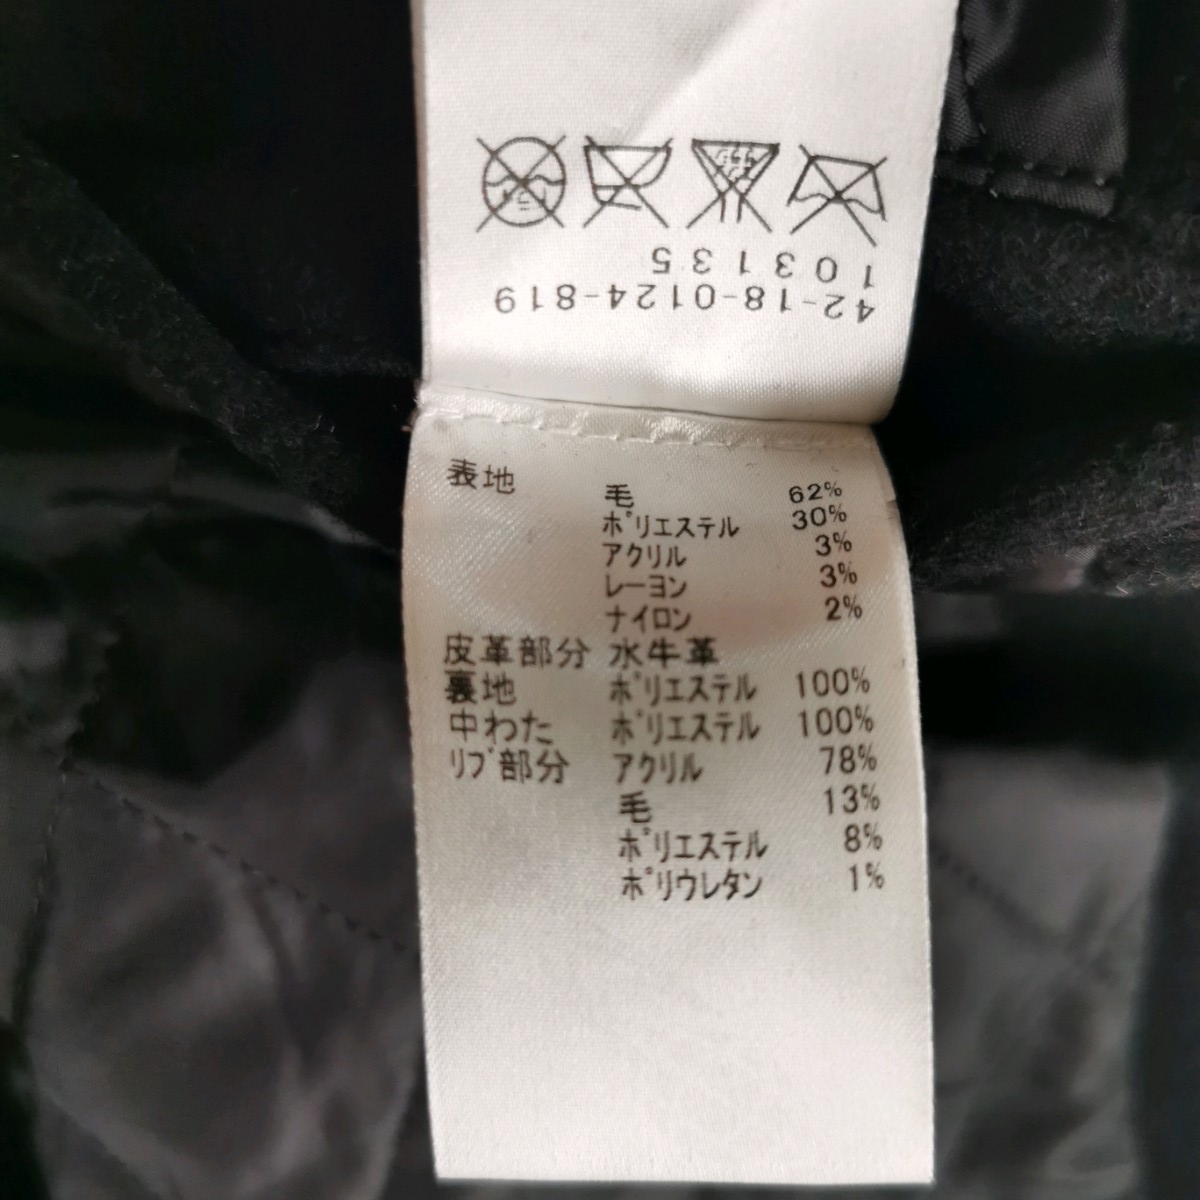 42-18-0124-819
103135
表地 毛 62%
ポリエステル 30%
アクリル 3%
レーヨン 3%
ナイロン 2%
皮革部分 水牛革
裏地 ポリエステル 100%
中わた ポリエステル 100%
リブ部分 アクリル 78%
毛 13%
ポリエステル 8%
ポリウレタン 1%